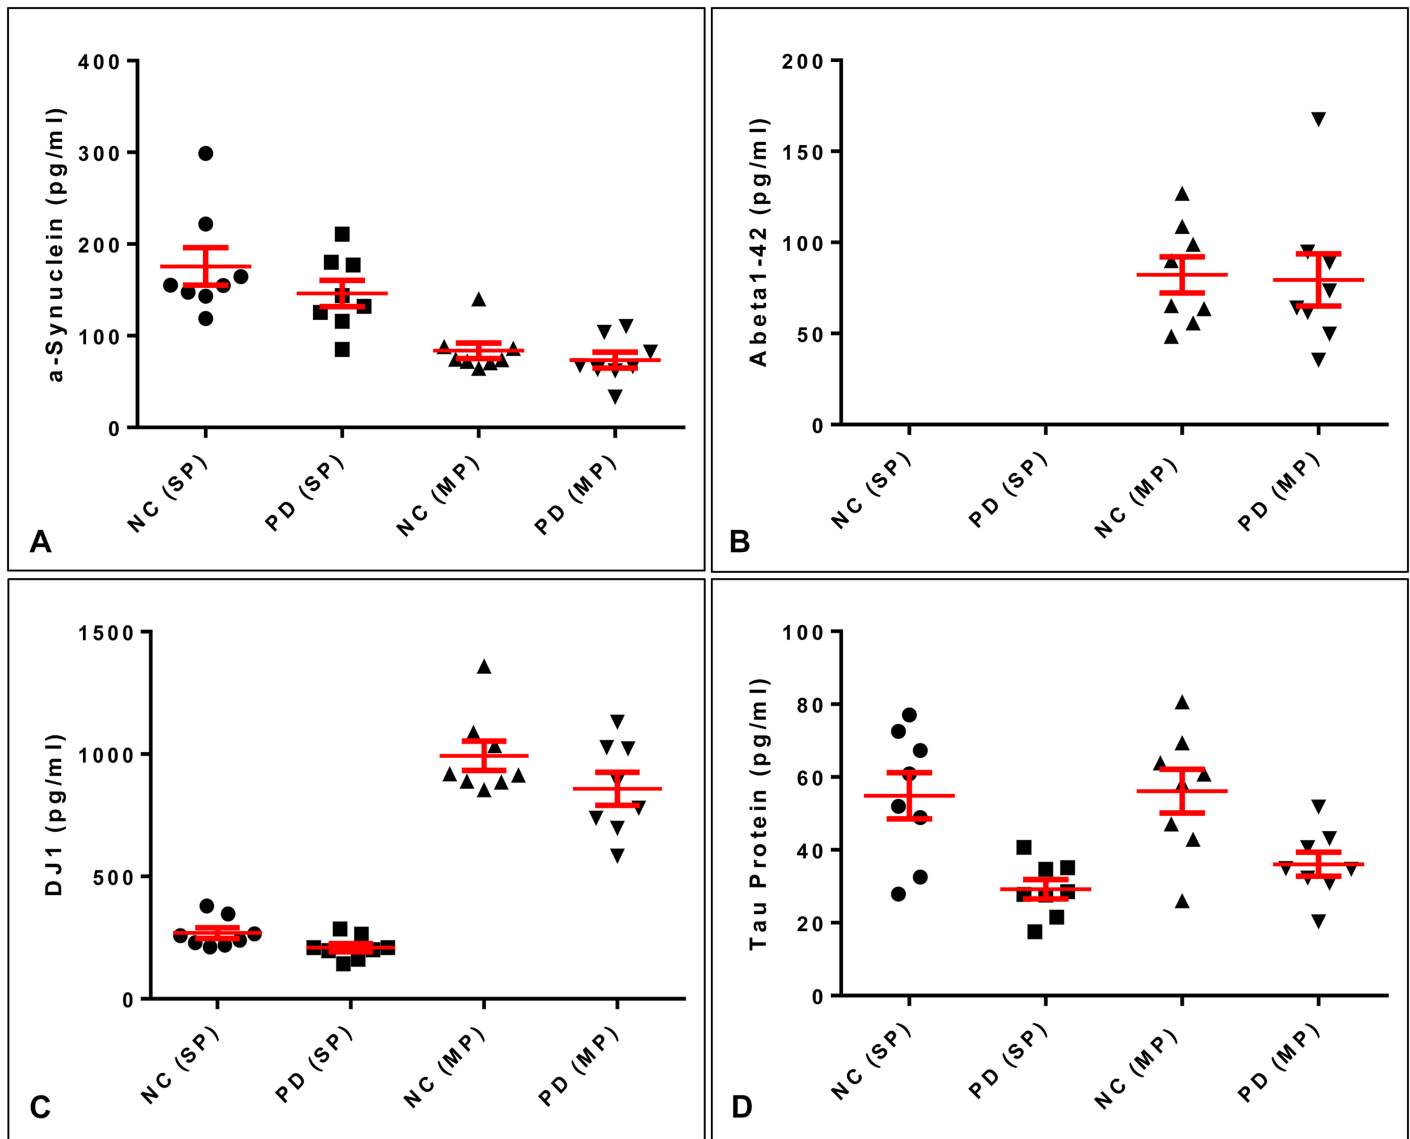 a-Synuclein (pg/ml)
400
300
200
100
0
NC (SP)
PD (SP)
NC (MP)
PD (MP)
A
Abeta1-42 (pg/ml)
200
150
100
50
0
NC (SP)
PD (SP)
NC (MP)
PD (MP)
B
DJ1 (pg/ml)
1500
1000
500
0
NC (SP)
PD (SP)
NC (MP)
PD (MP)
C
Tau Protein (pg/ml)
100
80
60
40
20
0
NC (SP)
PD (SP)
NC (MP)
PD (MP)
D